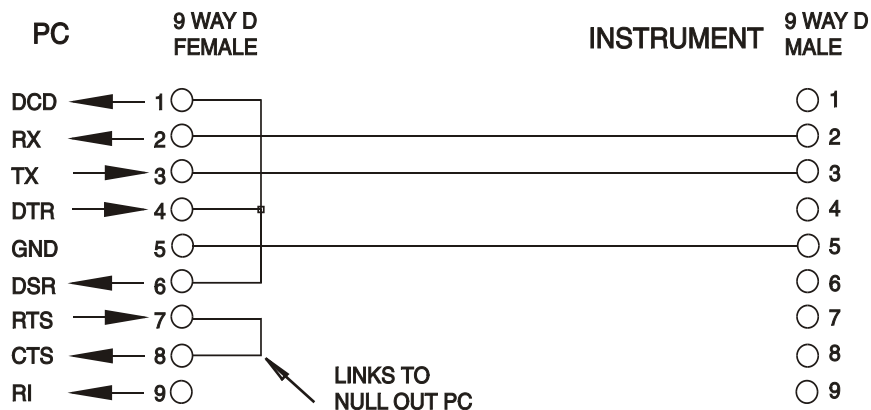 PC
9 WAY D
FEMALE
INSTRUMENT
9 WAY D
MALE
DCD 1 1
RX 2 2
TX 3 3
DTR 4 4
GND 5 5
DSR 6 6
RTS 7 7
CTS 8 8
RI 9 9
LINKS TO
NULL OUT PC